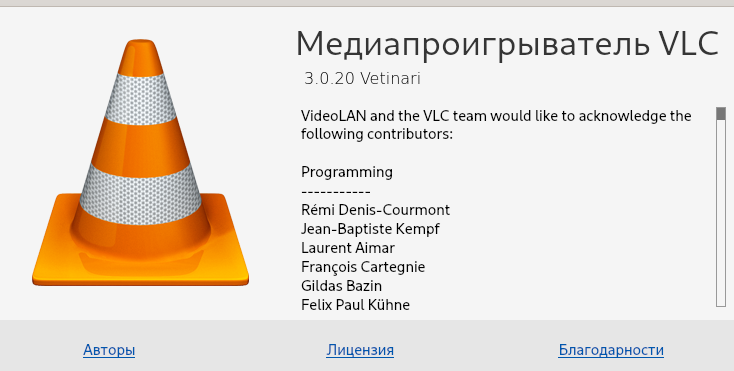 Медиапроигрыватель VLC
3.0.20 Vetinari
VideoLAN and the VLC team would like to acknowledge the
following contributors:
Programming
-----------
Rémi Denis-Courmont
Jean-Baptiste Kempf
Laurent Aimar
François Cartegnie
Gildas Bazin
Felix Paul Kühne
Авторы
Лицензия
Благодарности